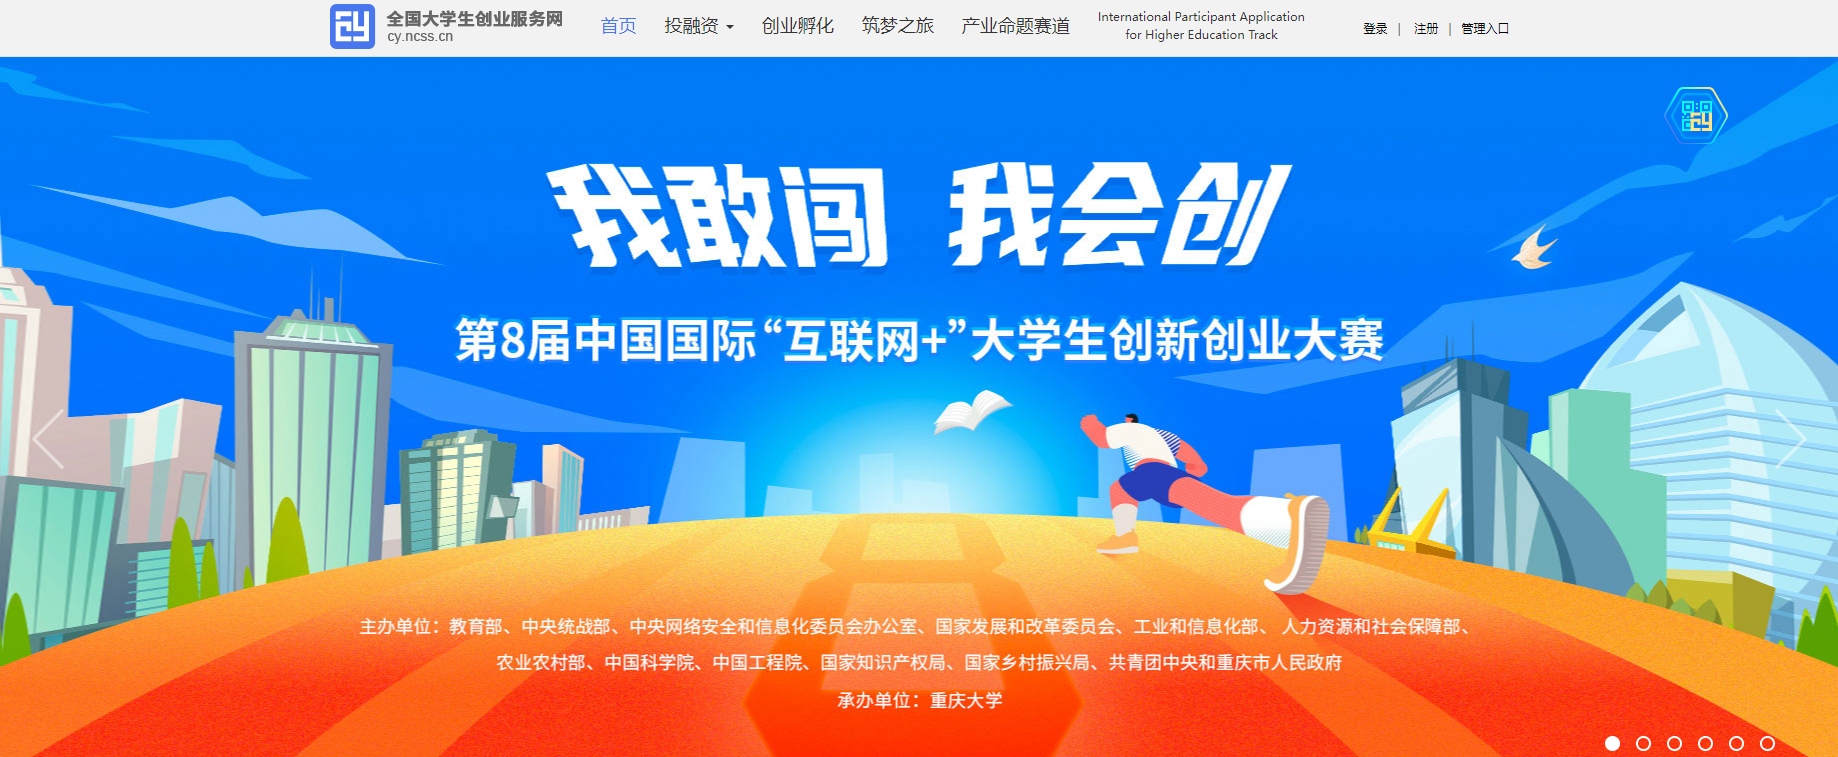 全国大学生创业服务网
cy.ncss.cn
首页 投融资 创业孵化 筑梦之旅 产业命题赛道
International Participant Application
for Higher Education Track
登录 | 注册 | 管理入口
我敢闯 我会创
第8届中国国际“互联网+”大学生创新创业大赛
主办单位：教育部、中央统战部、中央网络安全和信息化委员会办公室、国家发展和改革委员会、工业和信息化部、人力资源和社会保障部、
农业农村部、中国科学院、中国工程院、国家知识产权局、国家乡村振兴局、共青团中央和重庆市人民政府
承办单位：重庆大学